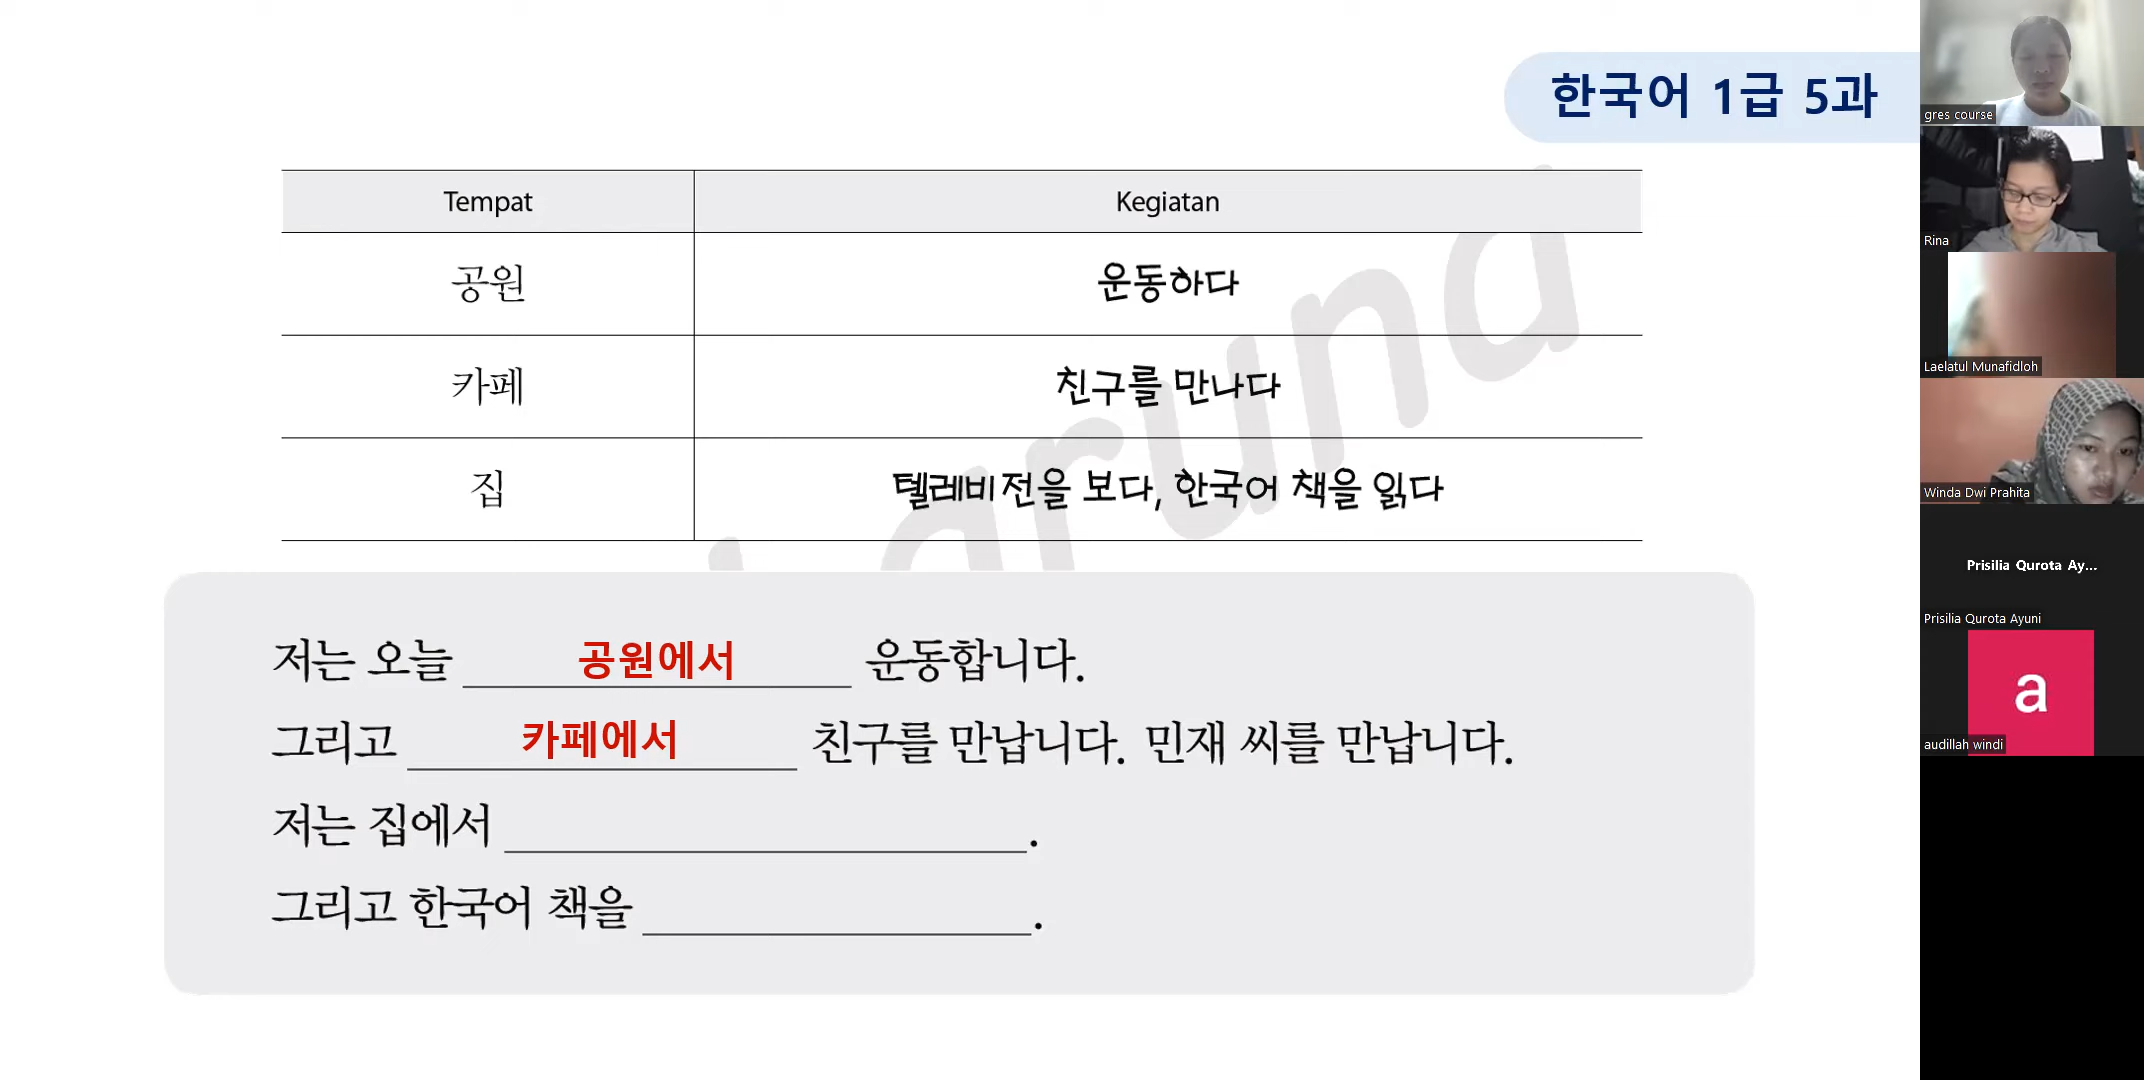 한국어 1급 5과
Tempat Kegiatan
공원 운동하다
카페 친구를 만나다
집 텔레비전을 보다, 한국어 책을 읽다
저는 오늘 공원에서 운동합니다.
그리고 카페에서 친구를 만납니다. 민재 씨를 만납니다.
저는 집에서 .
그리고 한국어 책을 .
karuna
gres course
Rina
Laelatul Munafidloh
Winda Dwi Prahita
Prisilia Qurota Ay...
Prisilia Qurota Ayuni
a
audillah windi